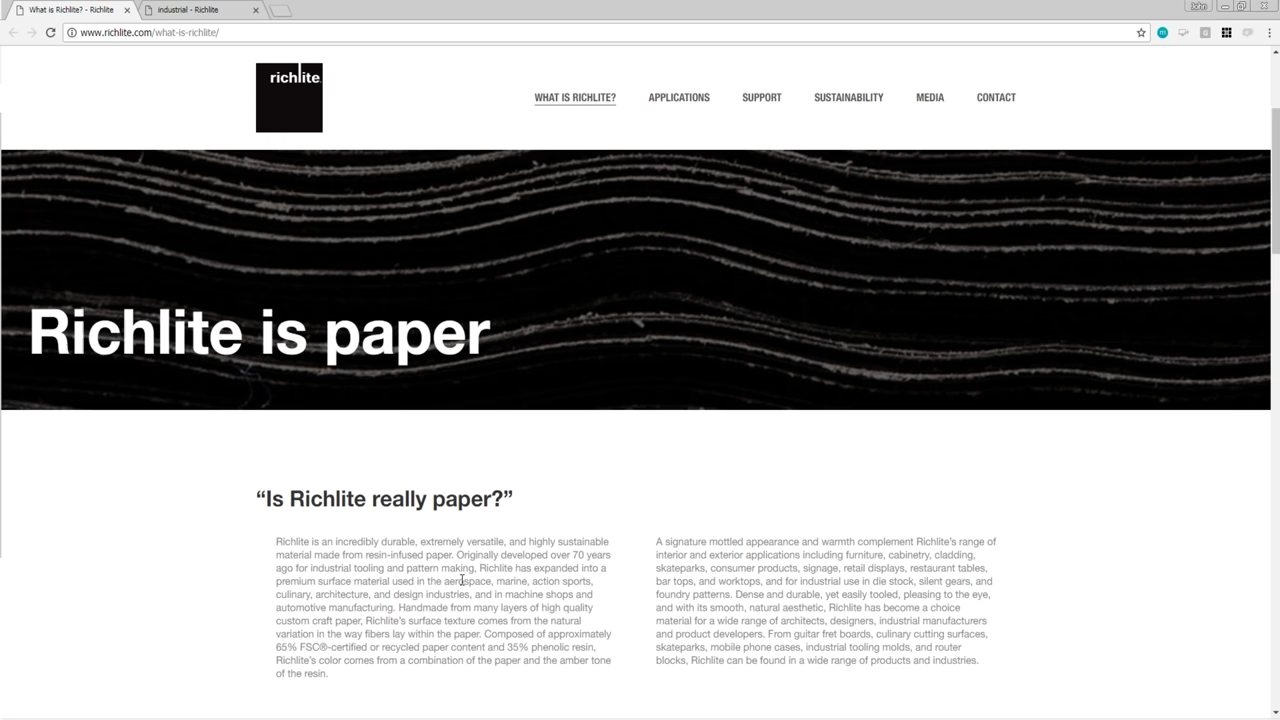 What is Richlite? - Richlite
industrial - Richlite
John
www.richlite.com/what-is-richlite/
richlite
WHAT IS RICHLITE?
APPLICATIONS
SUPPORT
SUSTAINABILITY
MEDIA
CONTACT
Richlite is paper
“Is Richlite really paper?”
Richlite is an incredibly durable, extremely versatile, and highly sustainable
material made from resin-infused paper. Originally developed over 70 years
ago for industrial tooling and pattern making, Richlite has expanded into a
premium surface material used in the aerospace, marine, action sports,
culinary, architecture, and design industries, and in machine shops and
automotive manufacturing. Handmade from many layers of high quality
custom craft paper, Richlite’s surface texture comes from the natural
variation in the way fibers lay within the paper. Composed of approximately
65% FSC®-certified or recycled paper content and 35% phenolic resin,
Richlite’s color comes from a combination of the paper and the amber tone
of the resin.
A signature mottled appearance and warmth complement Richlite’s range of
interior and exterior applications including furniture, cabinetry, cladding,
skateparks, consumer products, signage, retail displays, restaurant tables,
bar tops, and worktops, and for industrial use in die stock, silent gears, and
foundry patterns. Dense and durable, yet easily tooled, pleasing to the eye,
and with its smooth, natural aesthetic, Richlite has become a choice
material for a wide range of architects, designers, industrial manufacturers
and product developers. From guitar fret boards, culinary cutting surfaces,
skateparks, mobile phone cases, industrial tooling molds, and router
blocks, Richlite can be found in a wide range of products and industries.